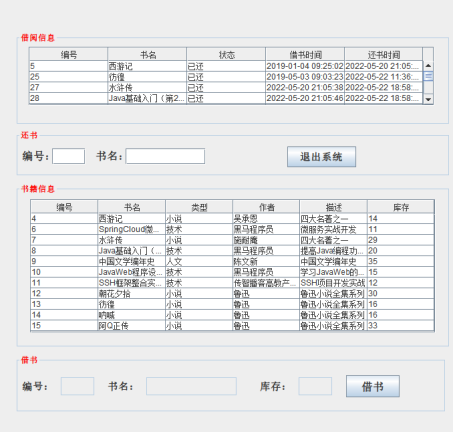 借阅信息
编号 书名 状态 借书时间 还书时间
5 西游记 已还 2019-01-04 09:25:02 2022-05-20 21:05:...
25 彷徨 已还 2019-05-03 09:03:23 2022-05-22 11:36:...
27 水浒传 已还 2022-05-20 21:05:38 2022-05-22 18:58:...
28 Java基础入门（第2... 已还 2022-05-20 21:05:46 2022-05-22 18:58:...
还书
编号: 书名: 退出系统
书籍信息
编号 书名 类型 作者 描述 库存
4 西游记 小说 吴承恩 四大名著之一 14
6 SpringCloud微... 技术 黑马程序员 微服务实战开发 11
7 水浒传 小说 施耐庵 四大名著之一 29
8 Java基础入门（... 技术 黑马程序员 提高Java编程功... 20
9 中国文学编年史 人文 陈文新 中国文学编年史 35
10 JavaWeb程序设... 技术 黑马程序员 学习JavaWeb的... 15
11 SSH框架整合实... 技术 传智播客高教产... SSH项目开发实战 12
12 朝花夕拾 小说 鲁迅 鲁迅小说全集系列 30
13 彷徨 小说 鲁迅 鲁迅小说全集系列 16
14 呐喊 小说 鲁迅 鲁迅小说全集系列 16
15 阿Q正传 小说 鲁迅 鲁迅小说全集系列 33
借书
编号: 书名: 库存: 借书